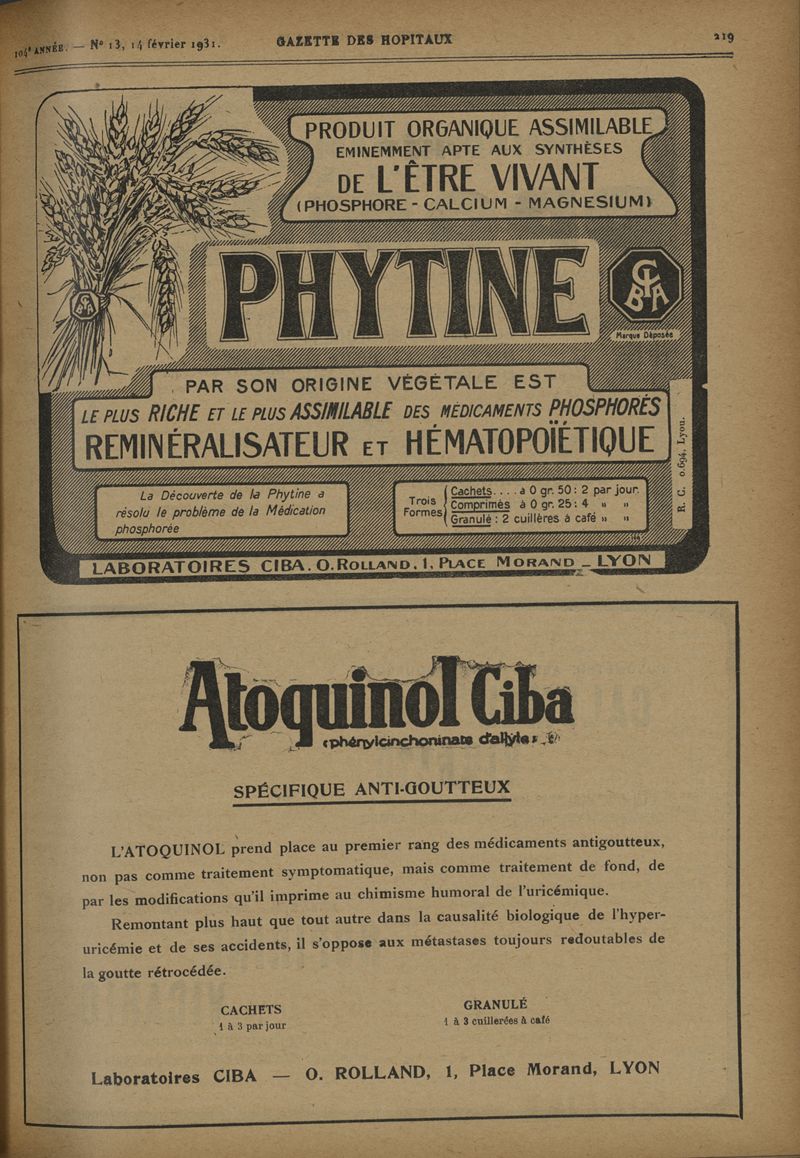 104e ANNÉE. — No 13, 14 février 1931.
GAZETTE DES HOPITAUX
219
PRODUIT ORGANIQUE ASSIMILABLE
EMINEMMENT APTE AUX SYNTHÈSES
DE L'ÊTRE VIVANT
(PHOSPHORE - CALCIUM - MAGNESIUM)
PHYTINE
CIBA
CIBA
Marque Déposée
PAR SON ORIGINE VÉGÉTALE EST
LE PLUS RICHE ET LE PLUS ASSIMILABLE DES MÉDICAMENTS PHOSPHORÉS
REMINÉRALISATEUR ET HÉMATOPOÏÉTIQUE
R. C. 0.694, Lyon.
La Découverte de la Phytine a
résolu le problème de la Médication
phosphorée
Trois Formes
Cachets.... à 0 gr. 50: 2 par jour.
Comprimés à 0 gr. 25: 4 " "
Granulé: 2 cuillères à café " "
LABORATOIRES CIBA. O. ROLLAND. 1, PLACE MORAND _ LYON
Atoquinol Ciba
(phénylcinchoninate d'allyle)
SPÉCIFIQUE ANTI-GOUTTEUX
L'ATOQUINOL prend place au premier rang des médicaments antigoutteux,
non pas comme traitement symptomatique, mais comme traitement de fond, de
par les modifications qu'il imprime au chimisme humoral de l'uricémique.
Remontant plus haut que tout autre dans la causalité biologique de l'hyper-
uricémie et de ses accidents, il s'oppose aux métastases toujours redoutables de
la goutte rétrocédée.
CACHETS
1 à 3 par jour
GRANULÉ
1 à 3 cuillerées à café
Laboratoires CIBA — O. ROLLAND, 1, Place Morand, LYON